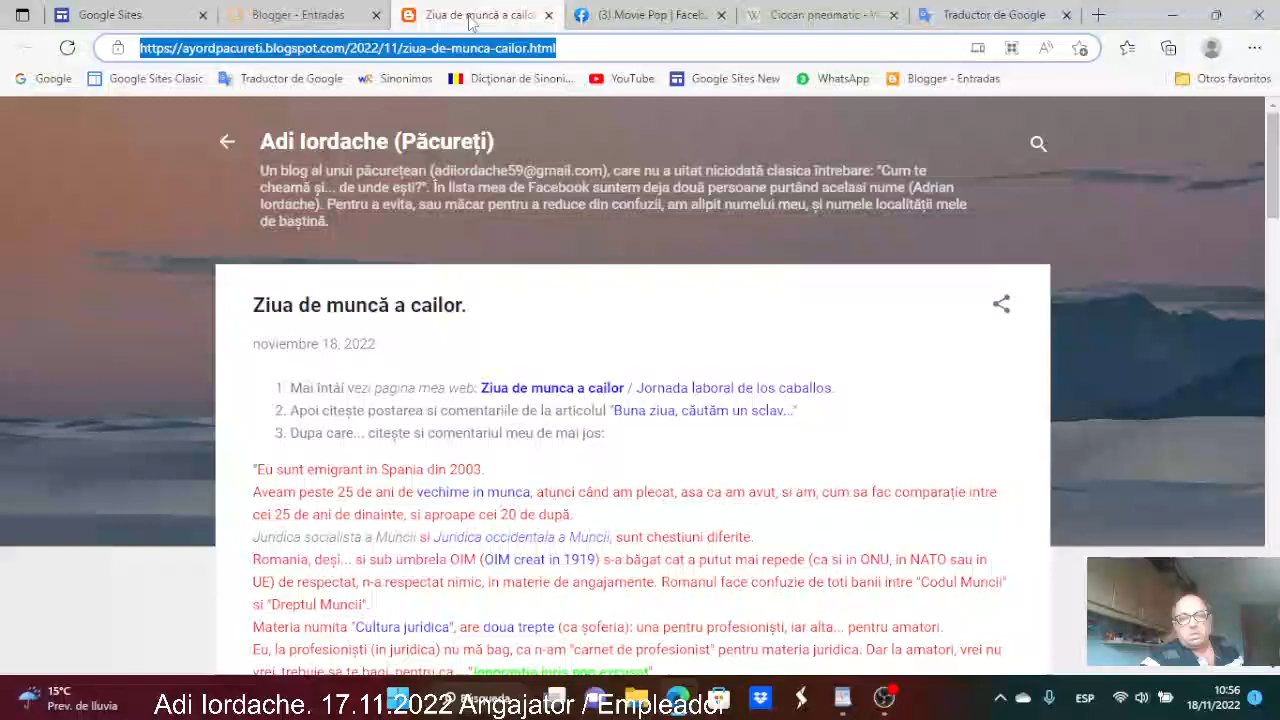 Google Sites
Blogger - Entradas
Ziua de muncă a cailo
(3) Movie Pop | Facel
Ciocan pneumatic - W
Traductor de Google
https://ayordpacureti.blogspot.com/2022/11/ziua-de-munca-cailor.html
Google
Google Sites Clasic
Traductor de Google
Sinonimos
Dicționar de Sinoni...
YouTube
Google Sites New
WhatsApp
Blogger - Entradas
Otros favoritos
Adi Iordache (Păcureți)
Un blog al unui păcurețean (adiiordache59@gmail.com), care nu a uitat niciodată clasica întrebare: "Cum te
cheamă și... de unde ești?". În lista mea de Facebook suntem deja două persoane purtând acelasi nume (Adrian
Iordache). Pentru a evita, sau măcar pentru a reduce din confuzii, am alipit numelui meu, și numele localității mele
de baștină.
Ziua de muncă a cailor.
noviembre 18, 2022
1. Mai întâi vezi pagina mea web: Ziua de munca a cailor / Jornada laboral de los caballos.
2. Apoi citește postarea si comentariile de la articolul "Buna ziua, căutăm un sclav..."
3. Dupa care... citește si comentariul meu de mai jos:
"Eu sunt emigrant in Spania din 2003.
Aveam peste 25 de ani de vechime in munca, atunci când am plecat, asa ca am avut, si am, cum sa fac comparație intre
cei 25 de ani de dinainte, si aproape cei 20 de după.
Juridica socialista a Muncii si Juridica occidentala a Muncii, sunt chestiuni diferite.
Romania, deși... si sub umbrela OIM (OIM creat in 1919) s-a băgat cat a putut mai repede (ca si in ONU, in NATO sau in
UE) de respectat, n-a respectat nimic, in materie de angajamente. Romanul face confuzie de toti banii intre "Codul Muncii"
si "Dreptul Muncii".
Materia numita "Cultura juridica", are doua trepte (ca șoferia): una pentru profesioniști, iar alta... pentru amatori.
Eu, la profesioniști (in juridica) nu mă bag, ca n-am "carnet de profesionist" pentru materia juridica. Dar la amatori, vrei nu
vrei, trebuie sa te bagi, pentru ca... "Ignorantia juris non excusat"
15°C
Prev. de lluvia
Búsqueda
Adi Iordache. 17.11.2022 Angajator / Empleador
ESP
10:56
18/11/2022